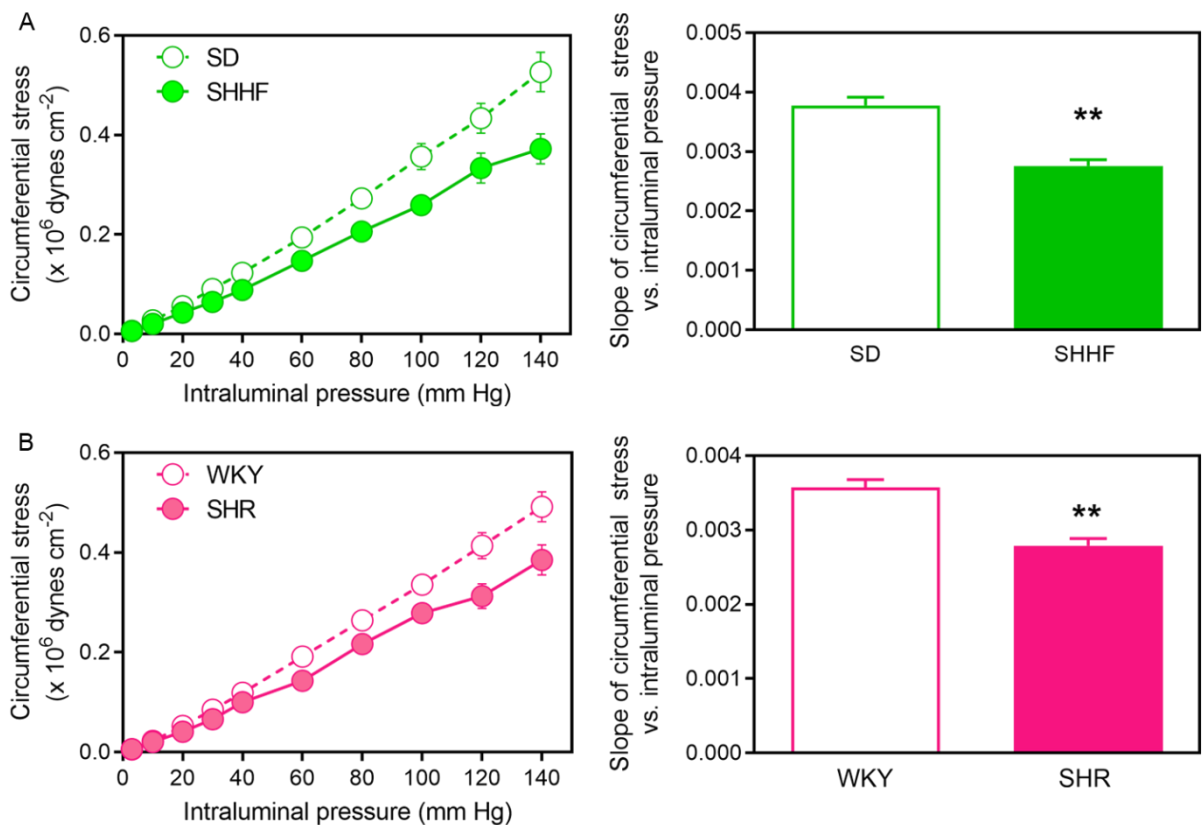 A
0.6
0.4
0.2
0.0
Circumferential stress
(x 10⁶ dynes cm⁻²)
SD
SHHF
0 20 40 60 80 100 120 140
Intraluminal pressure (mm Hg)
0.005
0.004
0.003
0.002
0.001
0.000
Slope of circumferential stress
vs. intraluminal pressure
**
SD SHHF
B
0.6
0.4
0.2
0.0
Circumferential stress
(x 10⁶ dynes cm⁻²)
WKY
SHR
0 20 40 60 80 100 120 140
Intraluminal pressure (mm Hg)
0.004
0.003
0.002
0.001
0.000
Slope of circumferential stress
vs. intraluminal pressure
**
WKY SHR